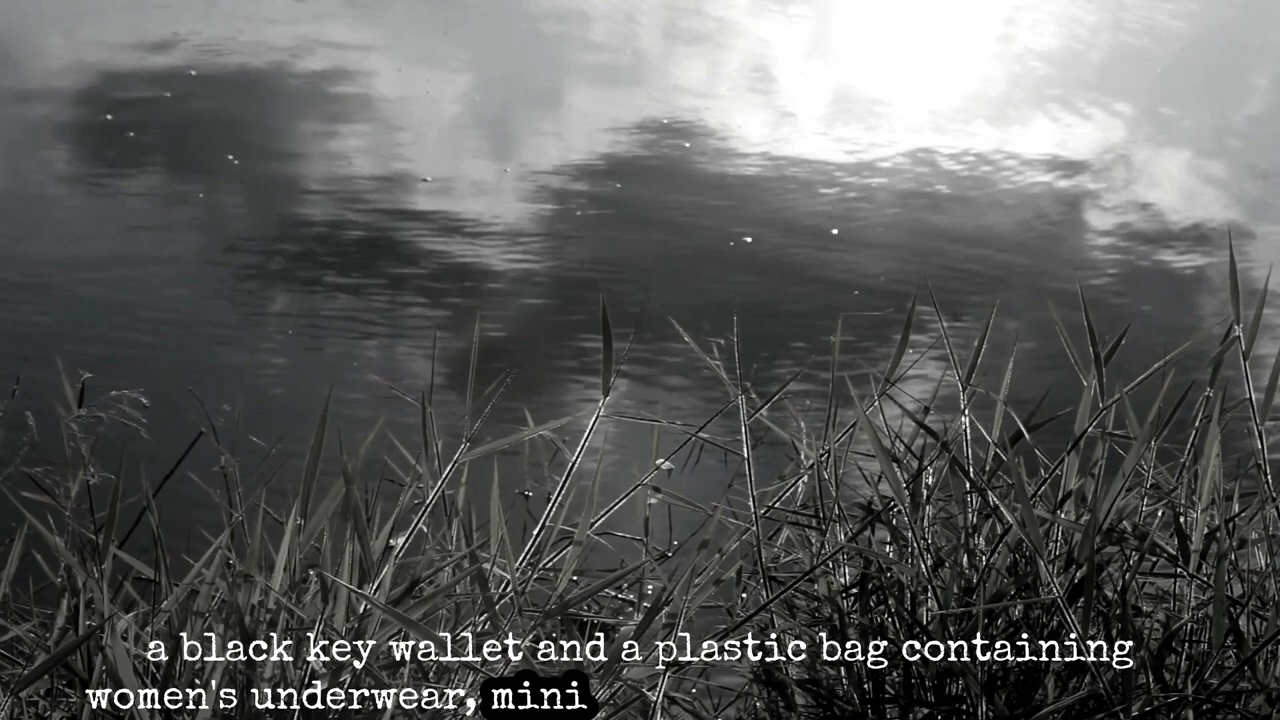 a black key wallet and a plastic bag containing
women's underwear, mini